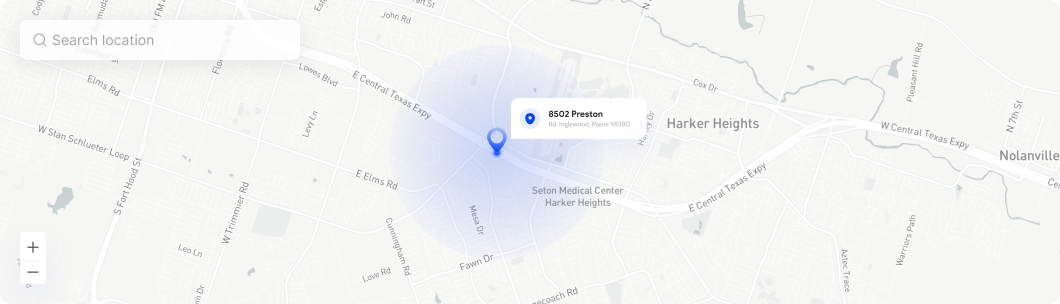 Search location
John Rd
Lowes Blvd
E Central Texas Expy
Elms Rd
W Stan Schlueter Loop
Levy Ln
S Fort Hood St
W Trimmier Rd
Leo Ln
E Elms Rd
Cunningham Rd
Love Rd
Mesa Dr
Fawn Dr
8502 Preston
Rd. Inglewood, Maine 98380
Seton Medical Center
Harker Heights
Cox Dr
Harker Heights
E Central Texas Expy
W Central Texas Expy
Pleasant Hill Rd
N 7th St
Nolanville
Warriors Path
Aztec Trace
+
−